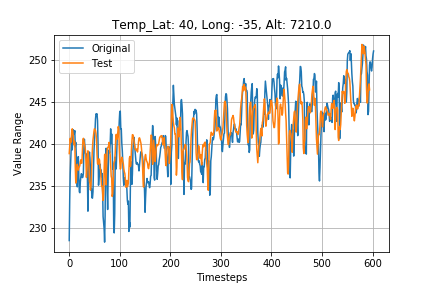 Temp_Lat: 40, Long: -35, Alt: 7210.0
Original
Test
Value Range
250
245
240
235
230
0 100 200 300 400 500 600
Timesteps